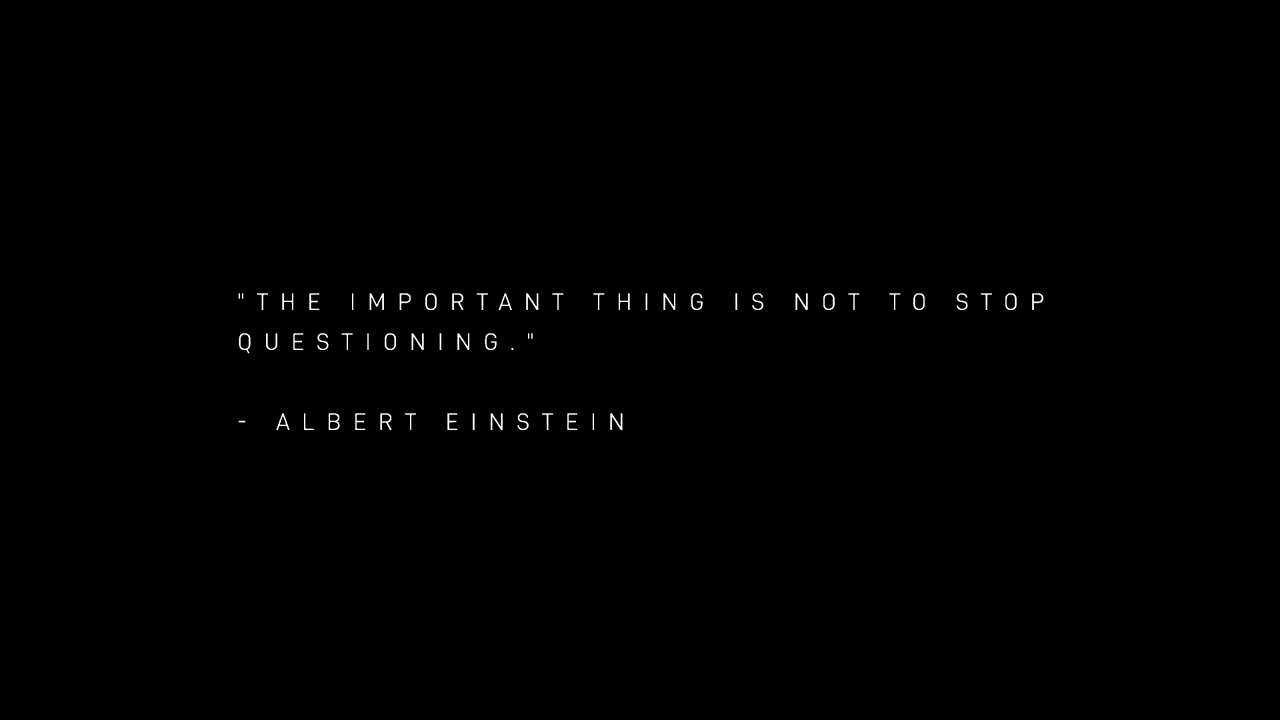 "THE IMPORTANT THING IS NOT TO STOP
QUESTIONING."
- ALBERT EINSTEIN